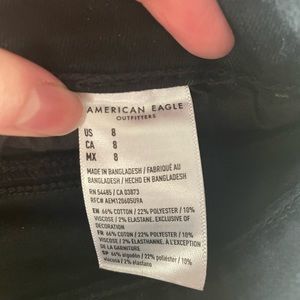 AMERICAN EAGLE
OUTFITTERS
US 8
CA 8
MX 8
MADE IN BANGLADESH / FABRIQUÉ AU
BANGLADESH / HECHO EN BANGLADESH
RN 54485 / CA 03873
RFC# AEM120605U9A
EN 66% COTTON / 22% POLYESTER / 10%
VISCOSE / 2% ELASTANE. EXCLUSIVE OF
DECORATION
FR 66% COTTON / 22% POLYESTER / 10%
VISCOSE / 2% ELASTHANNE. À L'EXCEPTION
DE LA GARNITURE
SP 66% algodón / 22% poliéster / 10%
viscosa / 2% elastano